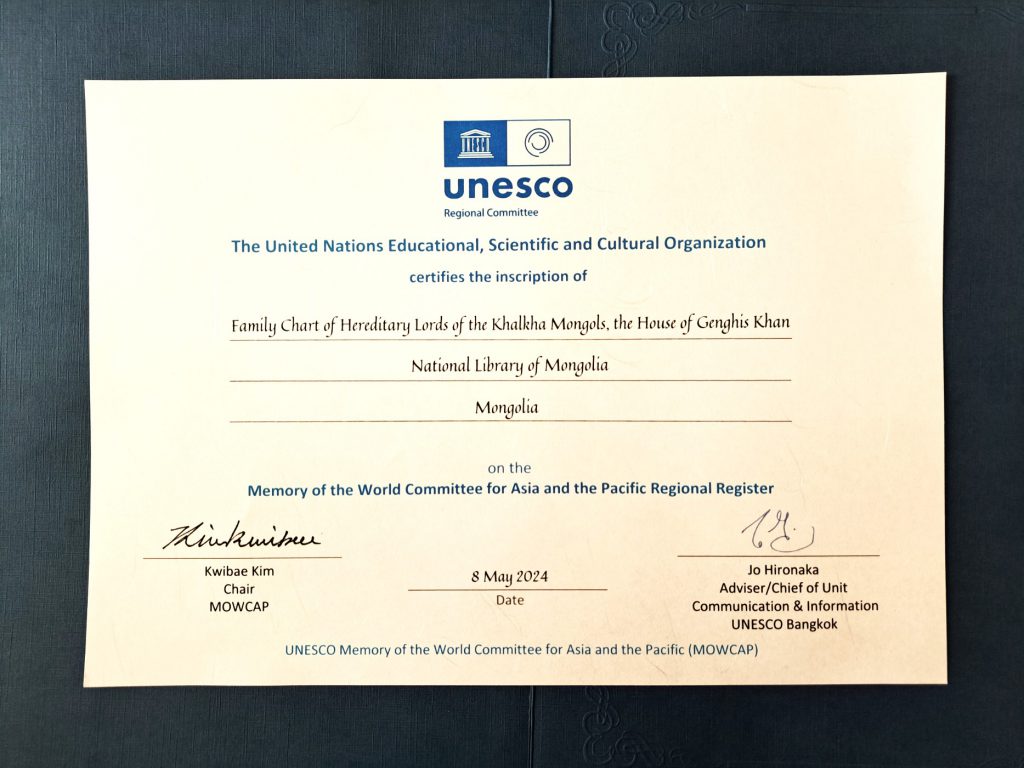 unesco
Regional Committee
The United Nations Educational, Scientific and Cultural Organization
certifies the inscription of
Family Chart of Hereditary Lords of the Khalkha Mongols, the House of Genghis Khan
National Library of Mongolia
Mongolia
on the
Memory of the World Committee for Asia and the Pacific Regional Register
Kwibae Kim
Chair
MOWCAP
8 May 2024
Date
Jo Hironaka
Adviser/Chief of Unit
Communication & Information
UNESCO Bangkok
UNESCO Memory of the World Committee for Asia and the Pacific (MOWCAP)